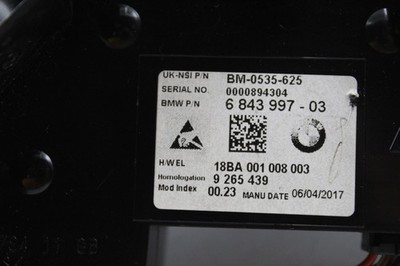 UK-NSI P/N BM-0535-625
SERIAL NO 0000894304
BMW P/N 6 843 997 - 03
H/WEL 18BA 001 008 003
Homologation 9 265 439
Mod Index 00.23 MANU DATE 06/04/2017